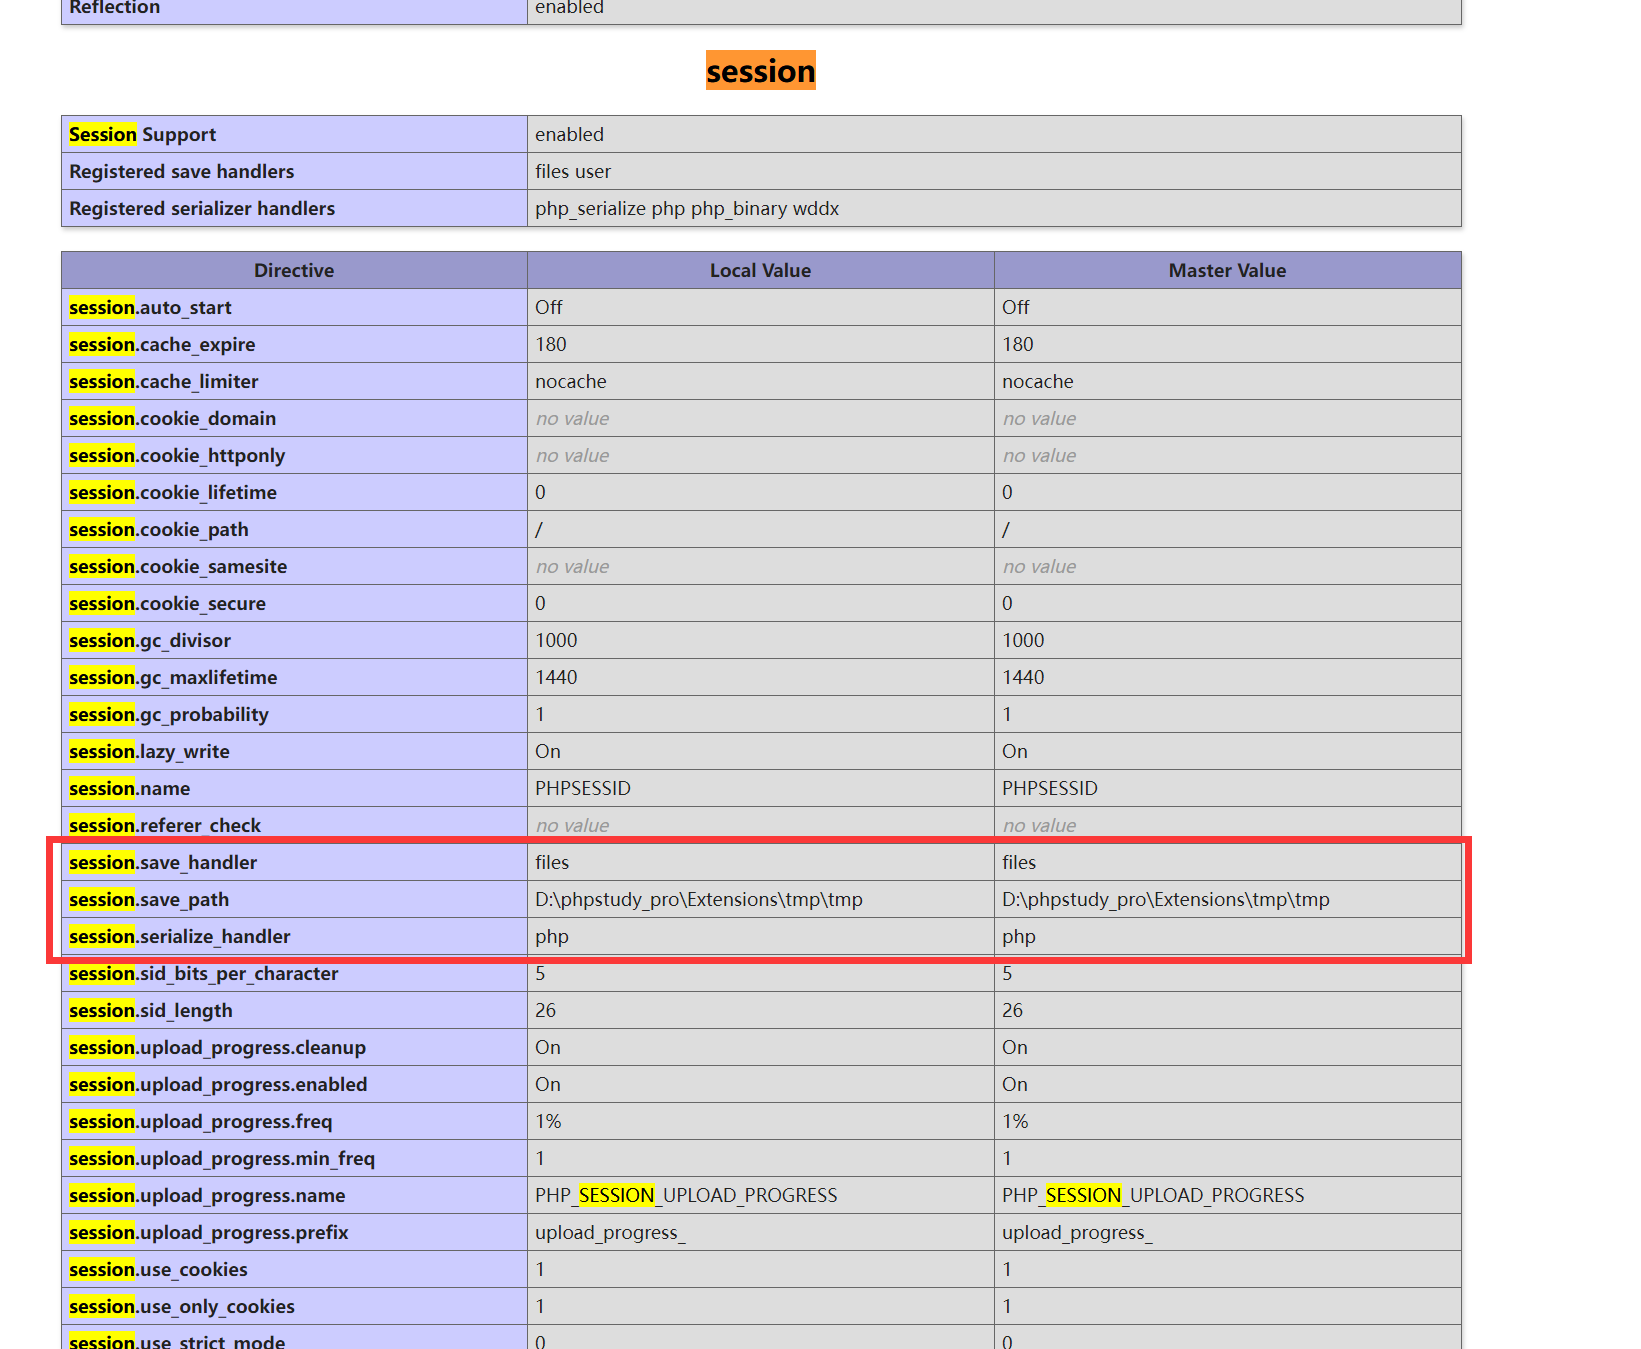 Reflection enabled
session
Session Support enabled
Registered save handlers files user
Registered serializer handlers php_serialize php php_binary wddx
Directive Local Value Master Value
session.auto_start Off Off
session.cache_expire 180 180
session.cache_limiter nocache nocache
session.cookie_domain no value no value
session.cookie_httponly no value no value
session.cookie_lifetime 0 0
session.cookie_path / /
session.cookie_samesite no value no value
session.cookie_secure 0 0
session.gc_divisor 1000 1000
session.gc_maxlifetime 1440 1440
session.gc_probability 1 1
session.lazy_write On On
session.name PHPSESSID PHPSESSID
session.referer_check no value no value
session.save_handler files files
session.save_path D:\phpstudy_pro\Extensions\tmp\tmp D:\phpstudy_pro\Extensions\tmp\tmp
session.serialize_handler php php
session.sid_bits_per_character 5 5
session.sid_length 26 26
session.upload_progress.cleanup On On
session.upload_progress.enabled On On
session.upload_progress.freq 1% 1%
session.upload_progress.min_freq 1 1
session.upload_progress.name PHP_SESSION_UPLOAD_PROGRESS PHP_SESSION_UPLOAD_PROGRESS
session.upload_progress.prefix upload_progress_ upload_progress_
session.use_cookies 1 1
session.use_only_cookies 1 1
session.use_strict_mode 0 0